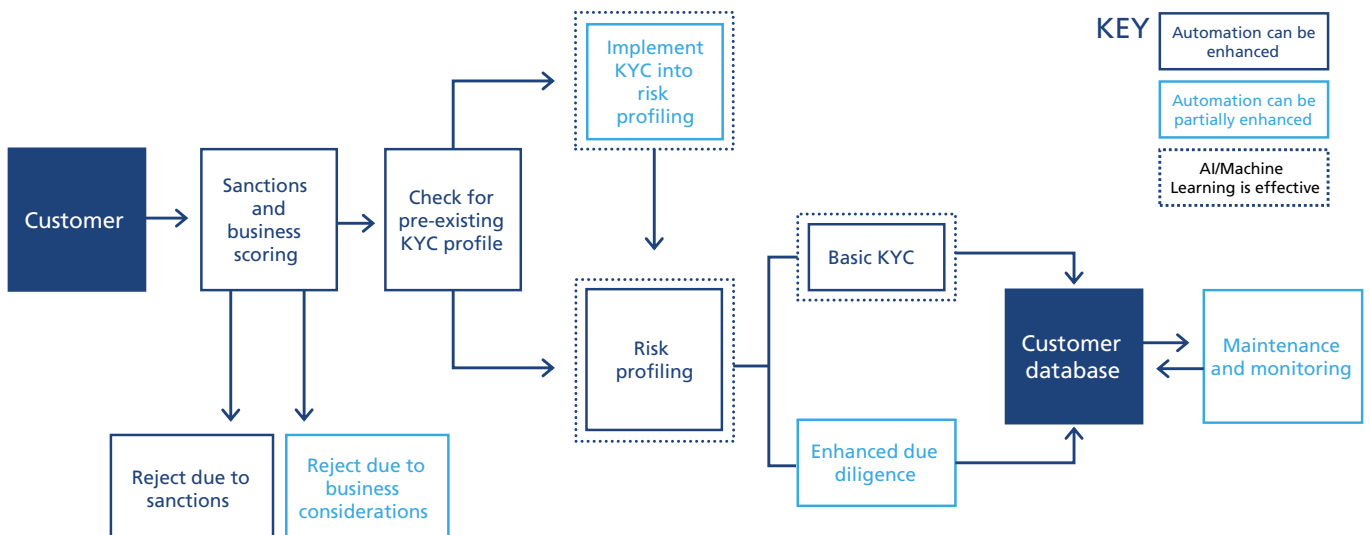 KEY
Automation can be
enhanced
Automation can be
partially enhanced
AI/Machine
Learning is effective
Customer
Sanctions
and
business
scoring
Check for
pre-existing
KYC profile
Implement
KYC into
risk
profiling
Risk
profiling
Basic KYC
Enhanced due
diligence
Customer
database
Maintenance
and monitoring
Reject due to
sanctions
Reject due to
business
considerations